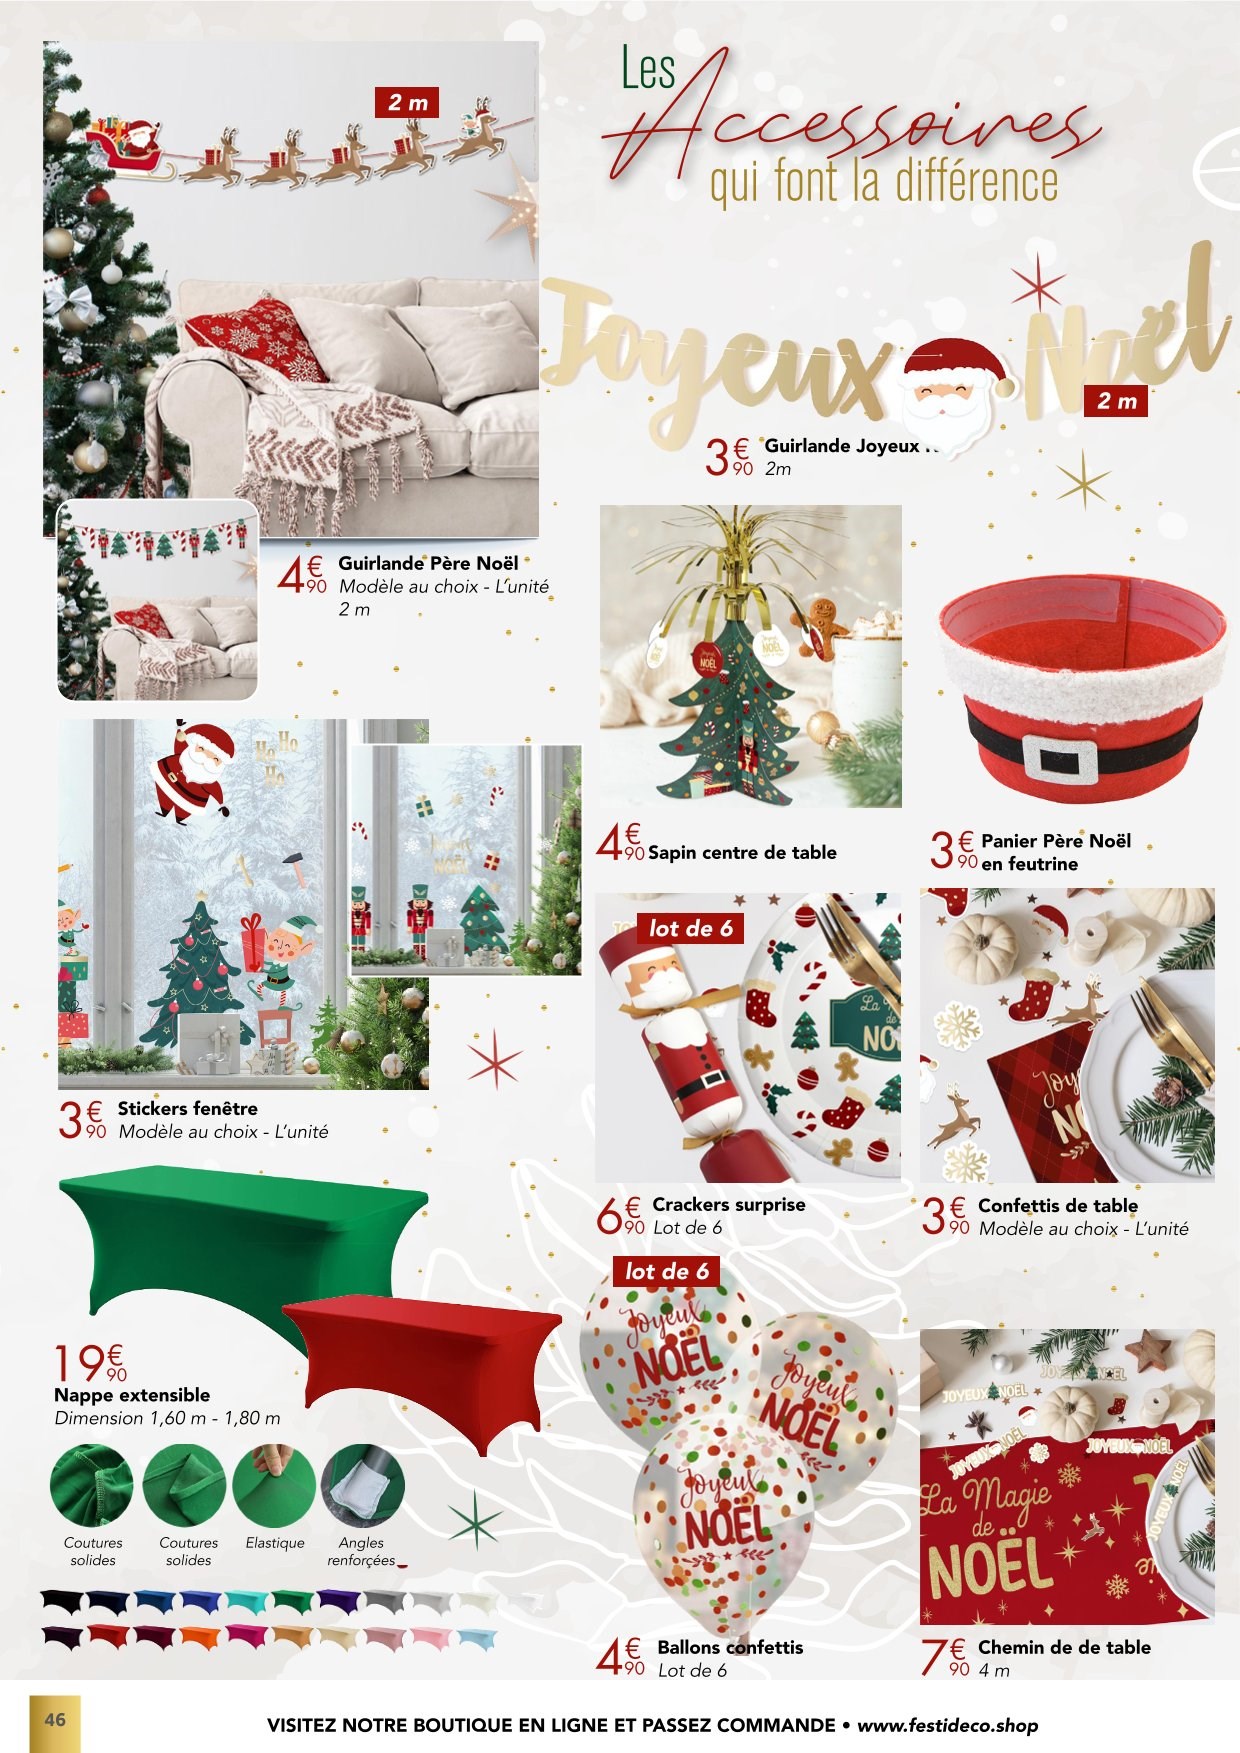 Les
Accessoires
qui font la différence
2 m
Joyeux Noël
2 m
3€90 Guirlande Joyeux
2m
4€90 Guirlande Père Noël
Modèle au choix - L'unité
2 m
Joyeux NOËL
NOËL
4€90 Sapin centre de table
3€90 Panier Père Noël
en feutrine
Ho
Ho
Ho
NOËL
3€90 Stickers fenêtre
Modèle au choix - L'unité
lot de 6
La
de
NO
6€90 Crackers surprise
Lot de 6
Joy
3€90 Confettis de table
Modèle au choix - L'unité
19€90
Nappe extensible
Dimension 1,60 m - 1,80 m
Coutures
solides
Coutures
solides
Elastique
Angles
renforçées
lot de 6
Joyeux
NOËL
Joyeux
NOËL
Joyeux
NOËL
4€90 Ballons confettis
Lot de 6
JOYEUX NOËL
JOYEUX NOËL
JOYEUX NOËL
JOYEUX NOËL
JOYEUX NOËL
La Magie
de
NOËL
7€90 Chemin de de table
4 m
46
VISITEZ NOTRE BOUTIQUE EN LIGNE ET PASSEZ COMMANDE • www.festideco.shop